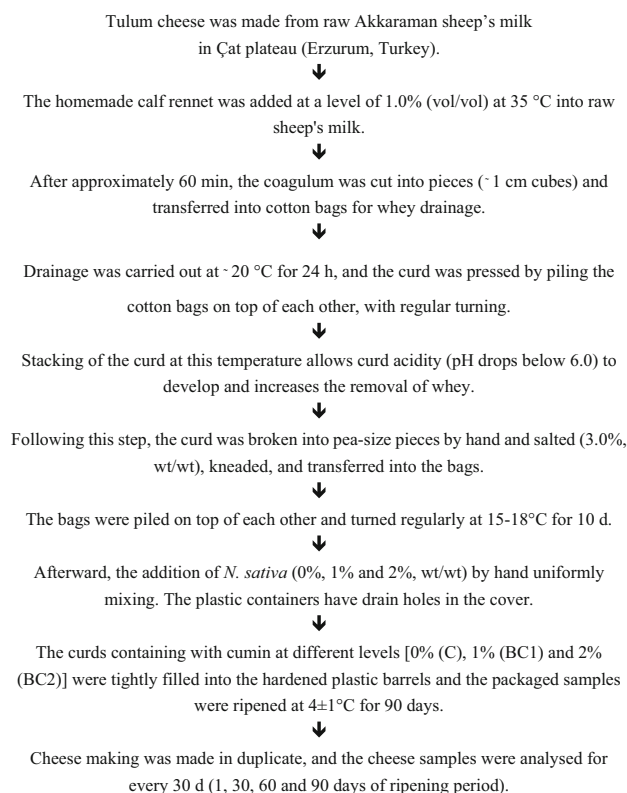 Tulum cheese was made from raw Akkaraman sheep's milk
in Çat plateau (Erzurum, Turkey).
The homemade calf rennet was added at a level of 1.0% (vol/vol) at 35 °C into raw
sheep's milk.
After approximately 60 min, the coagulum was cut into pieces (~1 cm cubes) and
transferred into cotton bags for whey drainage.
Drainage was carried out at ~20 °C for 24 h, and the curd was pressed by piling the
cotton bags on top of each other, with regular turning.
Stacking of the curd at this temperature allows curd acidity (pH drops below 6.0) to
develop and increases the removal of whey.
Following this step, the curd was broken into pea-size pieces by hand and salted (3.0%,
wt/wt), kneaded, and transferred into the bags.
The bags were piled on top of each other and turned regularly at 15-18°C for 10 d.
Afterward, the addition of N. sativa (0%, 1% and 2%, wt/wt) by hand uniformly
mixing. The plastic containers have drain holes in the cover.
The curds containing with cumin at different levels [0% (C), 1% (BC1) and 2%
(BC2)] were tightly filled into the hardened plastic barrels and the packaged samples
were ripened at 4±1°C for 90 days.
Cheese making was made in duplicate, and the cheese samples were analysed for
every 30 d (1, 30, 60 and 90 days of ripening period).